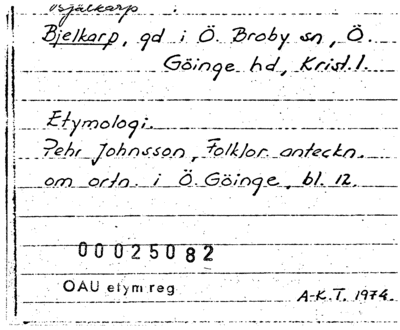 Bjälkarp
Bjelkarp, gd i Ö. Broby sn, Ö.
Göinge hd, Krist. l.
Etymologi.
Pehr Johnsson, Folklor. anteckn.
om ortn. i Ö. Göinge, bl. 12.
00025082
OAU etym.reg
A-K.T. 1974.